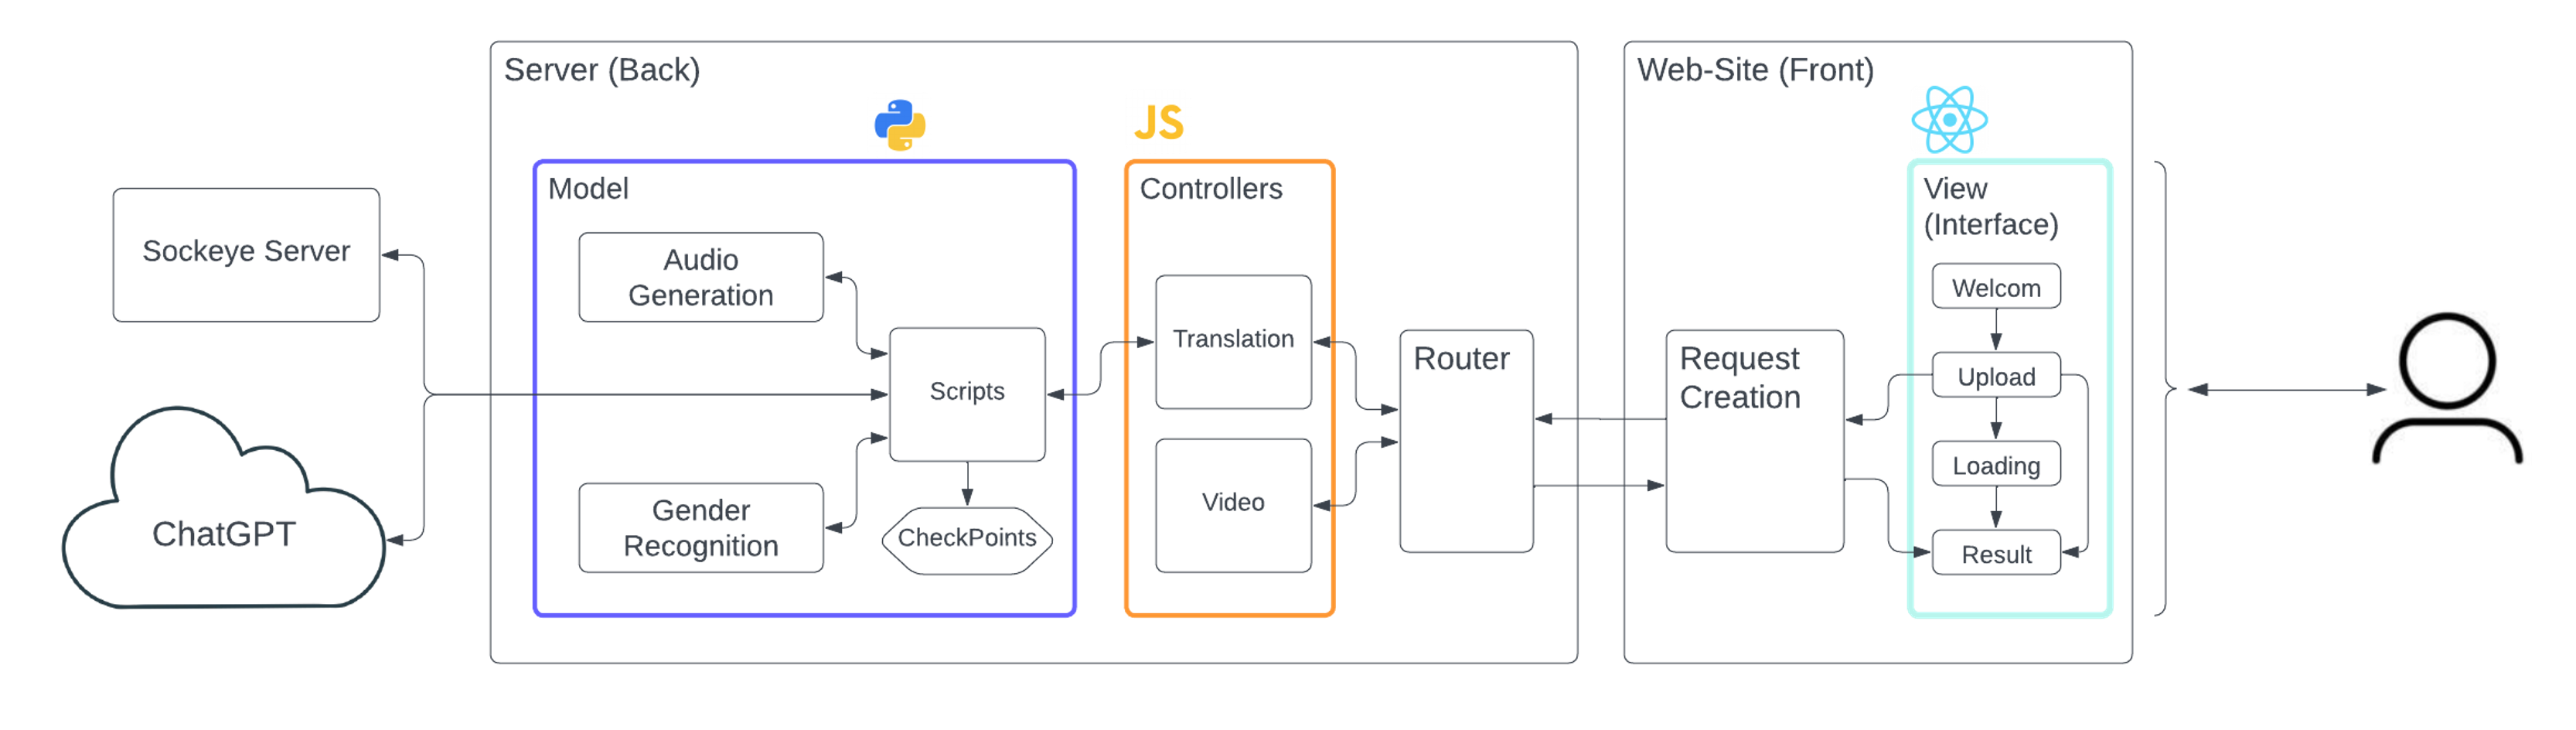 Server (Back)
JS
Model
Audio
Generation
Gender
Recognition
Scripts
CheckPoints
Controllers
Translation
Video
Router
Sockeye Server
ChatGPT
Web-Site (Front)
Request
Creation
View
(Interface)
Welcom
Upload
Loading
Result